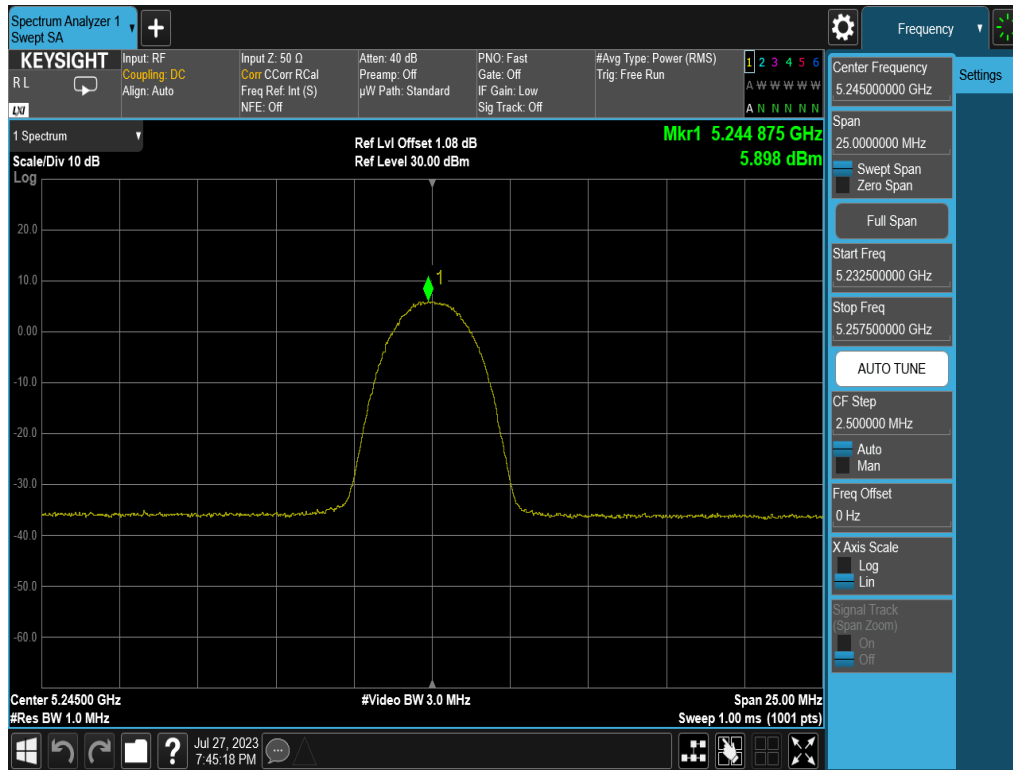 Spectrum Analyzer 1
Swept SA
Frequency
KEYSIGHT
R L
LXI
Input: RF
Coupling: DC
Align: Auto
Input Z: 50 Ω
Corr CCorr RCal
Freq Ref: Int (S)
NFE: Off
Atten: 40 dB
Preamp: Off
µW Path: Standard
PNO: Fast
Gate: Off
IF Gain: Low
Sig Track: Off
#Avg Type: Power (RMS)
Trig: Free Run
1 2 3 4 5 6
A W W W W W
A N N N N N
1 Spectrum
Scale/Div 10 dB
Log
Ref Lvl Offset 1.08 dB
Ref Level 30.00 dBm
Mkr1 5.244 875 GHz
5.898 dBm
20.0
10.0
0.00
-10.0
-20.0
-30.0
-40.0
-50.0
-60.0
1
Center 5.24500 GHz
#Res BW 1.0 MHz
#Video BW 3.0 MHz
Span 25.00 MHz
Sweep 1.00 ms (1001 pts)
Center Frequency
5.245000000 GHz
Settings
Span
25.0000000 MHz
Swept Span
Zero Span
Full Span
Start Freq
5.232500000 GHz
Stop Freq
5.257500000 GHz
AUTO TUNE
CF Step
2.500000 MHz
Auto
Man
Freq Offset
0 Hz
X Axis Scale
Log
Lin
Signal Track
(Span Zoom)
On
Off
?
Jul 27, 2023
7:45:18 PM